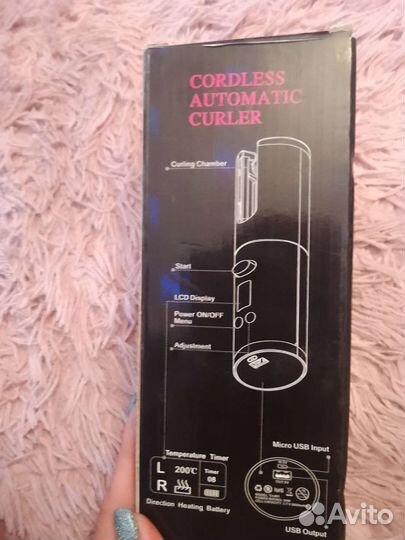 CORDLESS
AUTOMATIC
CURLER
Curling Chamber
Start
LCD Display
Power ON/OFF
Menu
Adjustment
Micro USB Input
Temperature Timer
L 200℃ Timer
R 08
Direction Heating Battery
USB Output
Avito